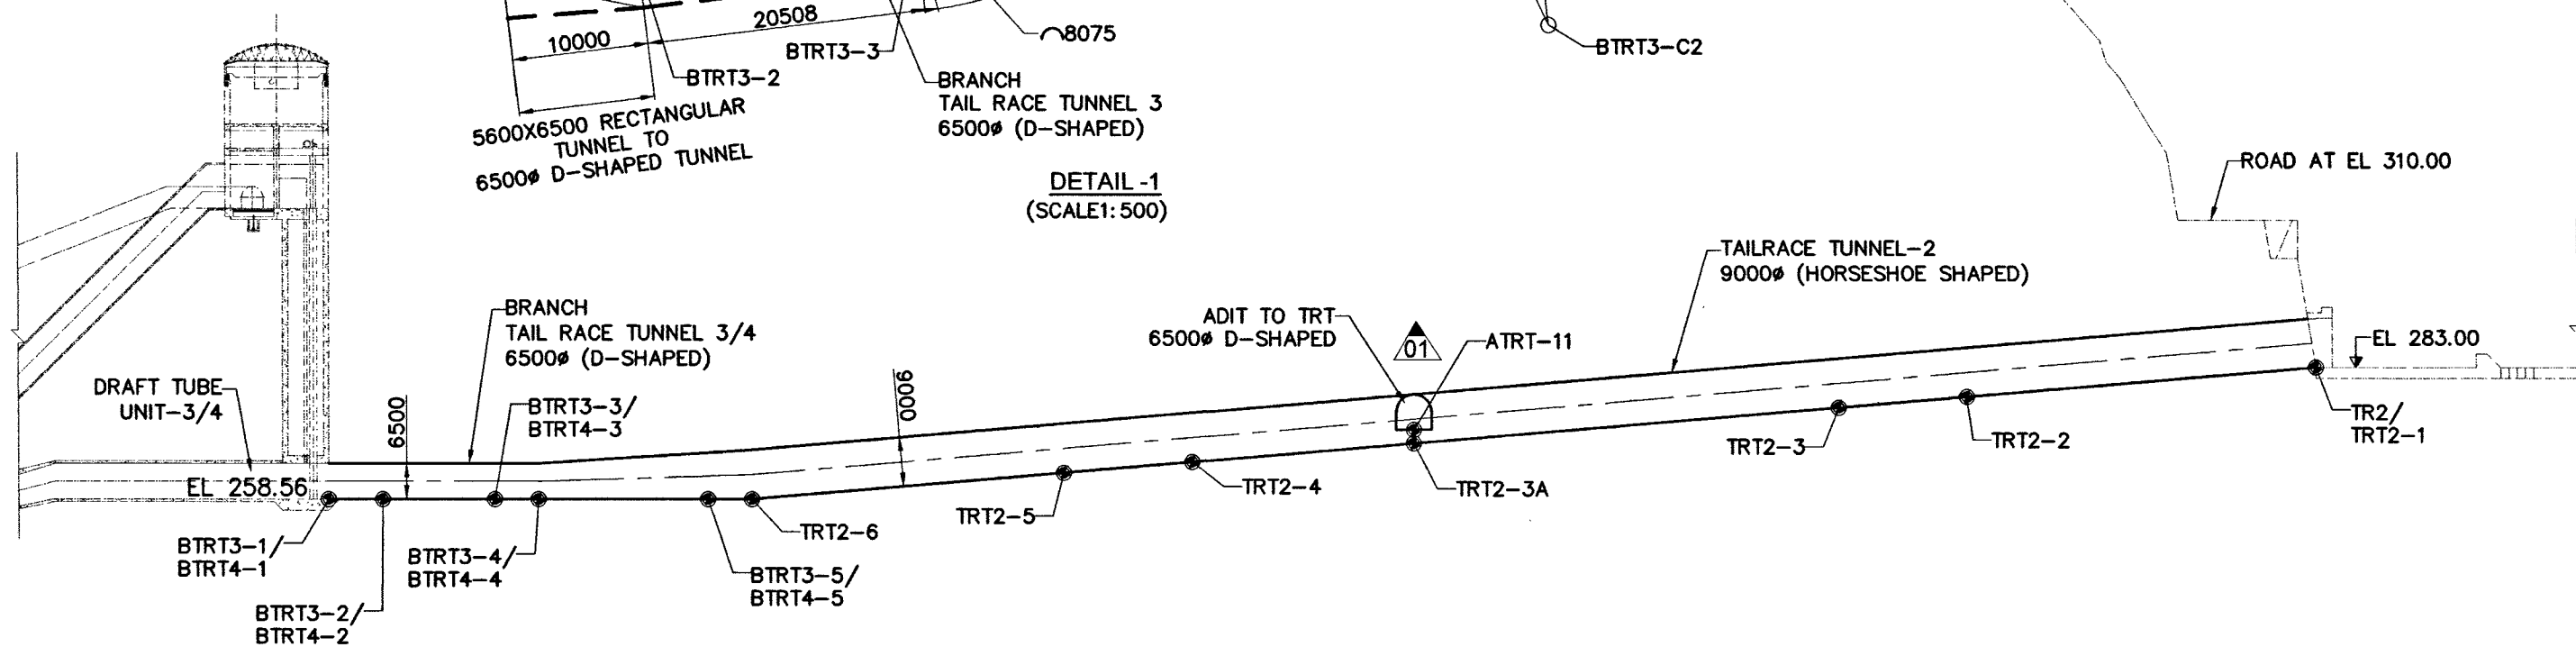 20508
10000
BTRT3-3
⌒8075
BTRT3-C2
BTRT3-2
BRANCH
TAIL RACE TUNNEL 3
6500ø (D-SHAPED)
5600X6500 RECTANGULAR
TUNNEL TO
6500ø D-SHAPED TUNNEL
DETAIL -1
(SCALE1:500)
ROAD AT EL 310.00
TAILRACE TUNNEL-2
9000ø (HORSESHOE SHAPED)
BRANCH
TAIL RACE TUNNEL 3/4
6500ø (D-SHAPED)
ADIT TO TRT
6500ø D-SHAPED
01
ATRT-11
EL 283.00
DRAFT TUBE
UNIT-3/4
6500
BTRT3-3/
BTRT4-3
9000
TR2/
TRT2-1
EL 258.56
TRT2-3
TRT2-2
TRT2-4
TRT2-3A
TRT2-5
TRT2-6
BTRT3-1/
BTRT4-1
BTRT3-4/
BTRT4-4
BTRT3-5/
BTRT4-5
BTRT3-2/
BTRT4-2